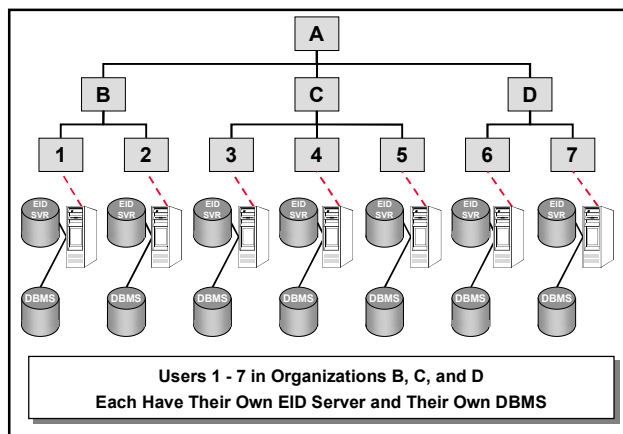 A
B C D
1 2 3 4 5 6 7
EID EID EID EID EID EID EID
SVR SVR SVR SVR SVR SVR SVR
DBMS DBMS DBMS DBMS DBMS DBMS DBMS
Users 1 - 7 in Organizations B, C, and D
Each Have Their Own EID Server and Their Own DBMS